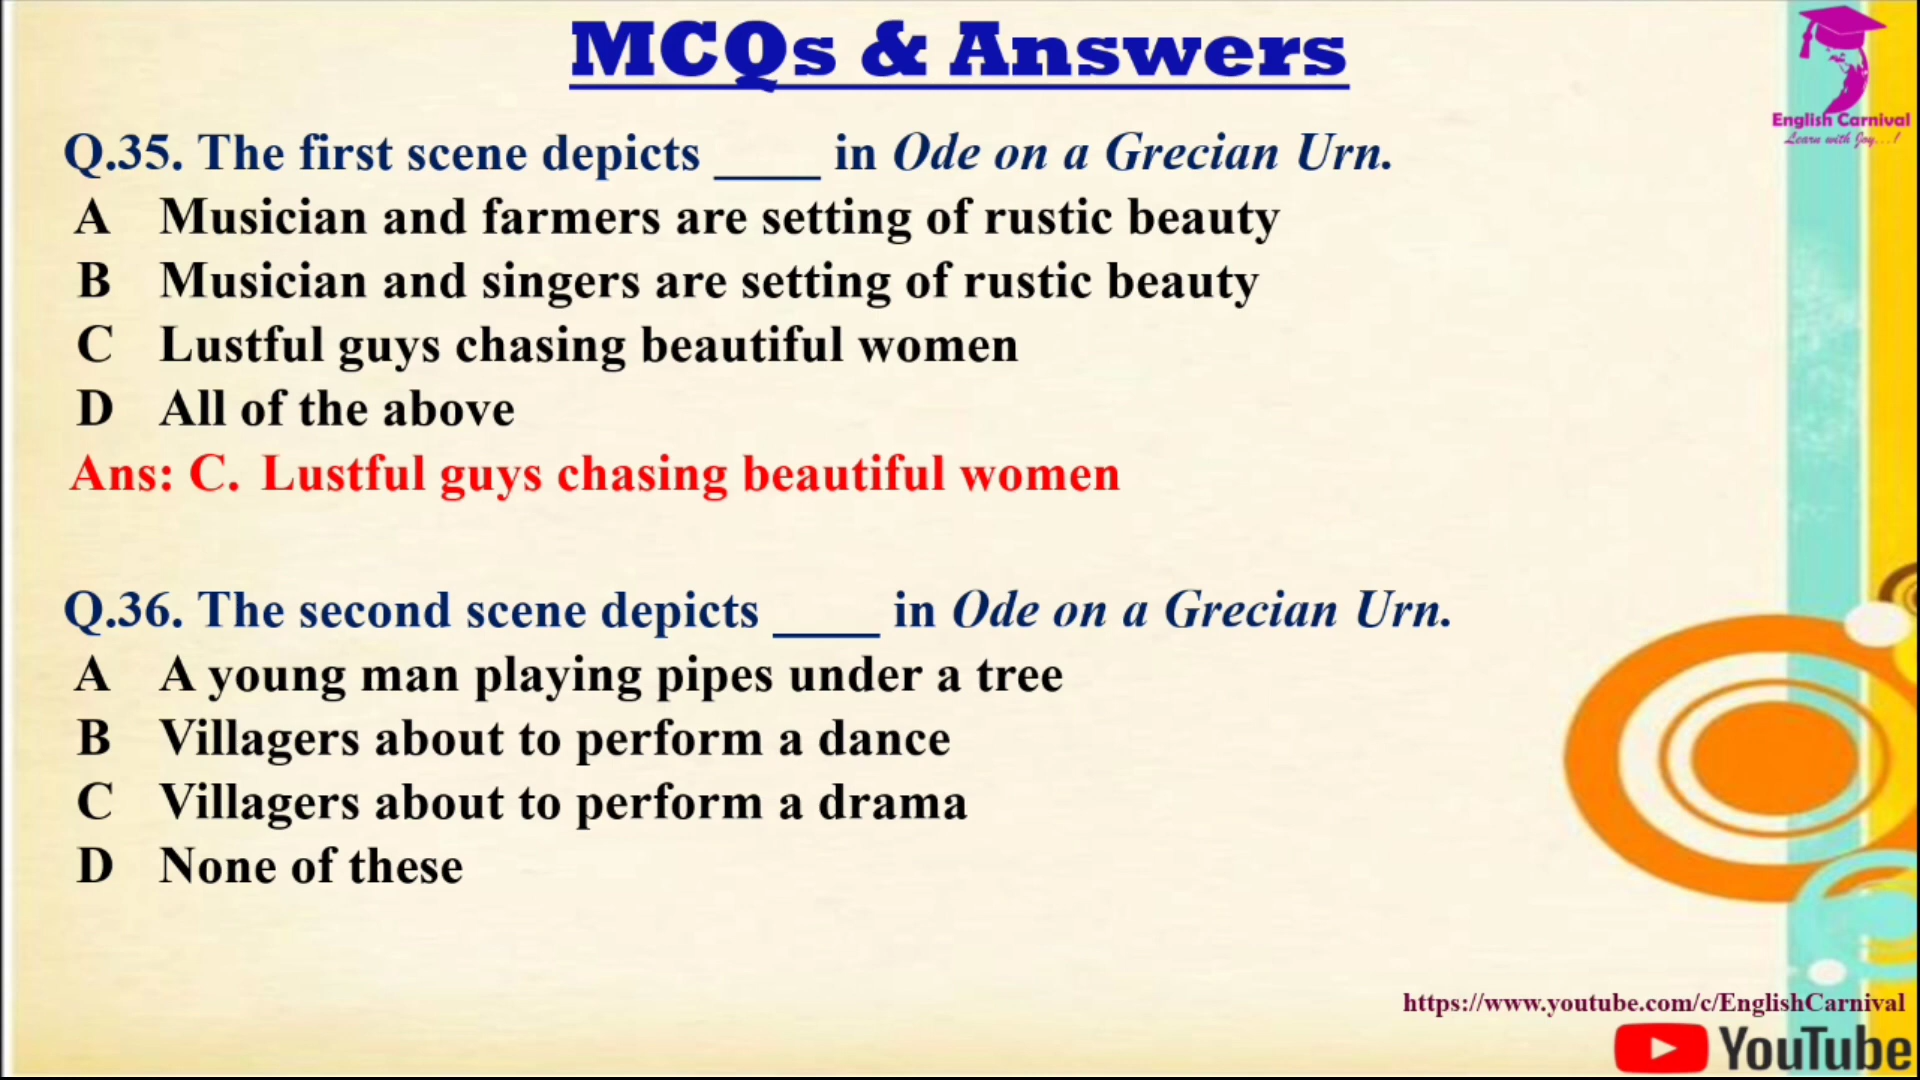 MCQs & Answers
English Carnival
Learn with Joy...!
Q.35. The first scene depicts ____ in Ode on a Grecian Urn.
A Musician and farmers are setting of rustic beauty
B Musician and singers are setting of rustic beauty
C Lustful guys chasing beautiful women
D All of the above
Ans: C. Lustful guys chasing beautiful women
Q.36. The second scene depicts ____ in Ode on a Grecian Urn.
A A young man playing pipes under a tree
B Villagers about to perform a dance
C Villagers about to perform a drama
D None of these
https://www.youtube.com/c/EnglishCarnival
YouTube